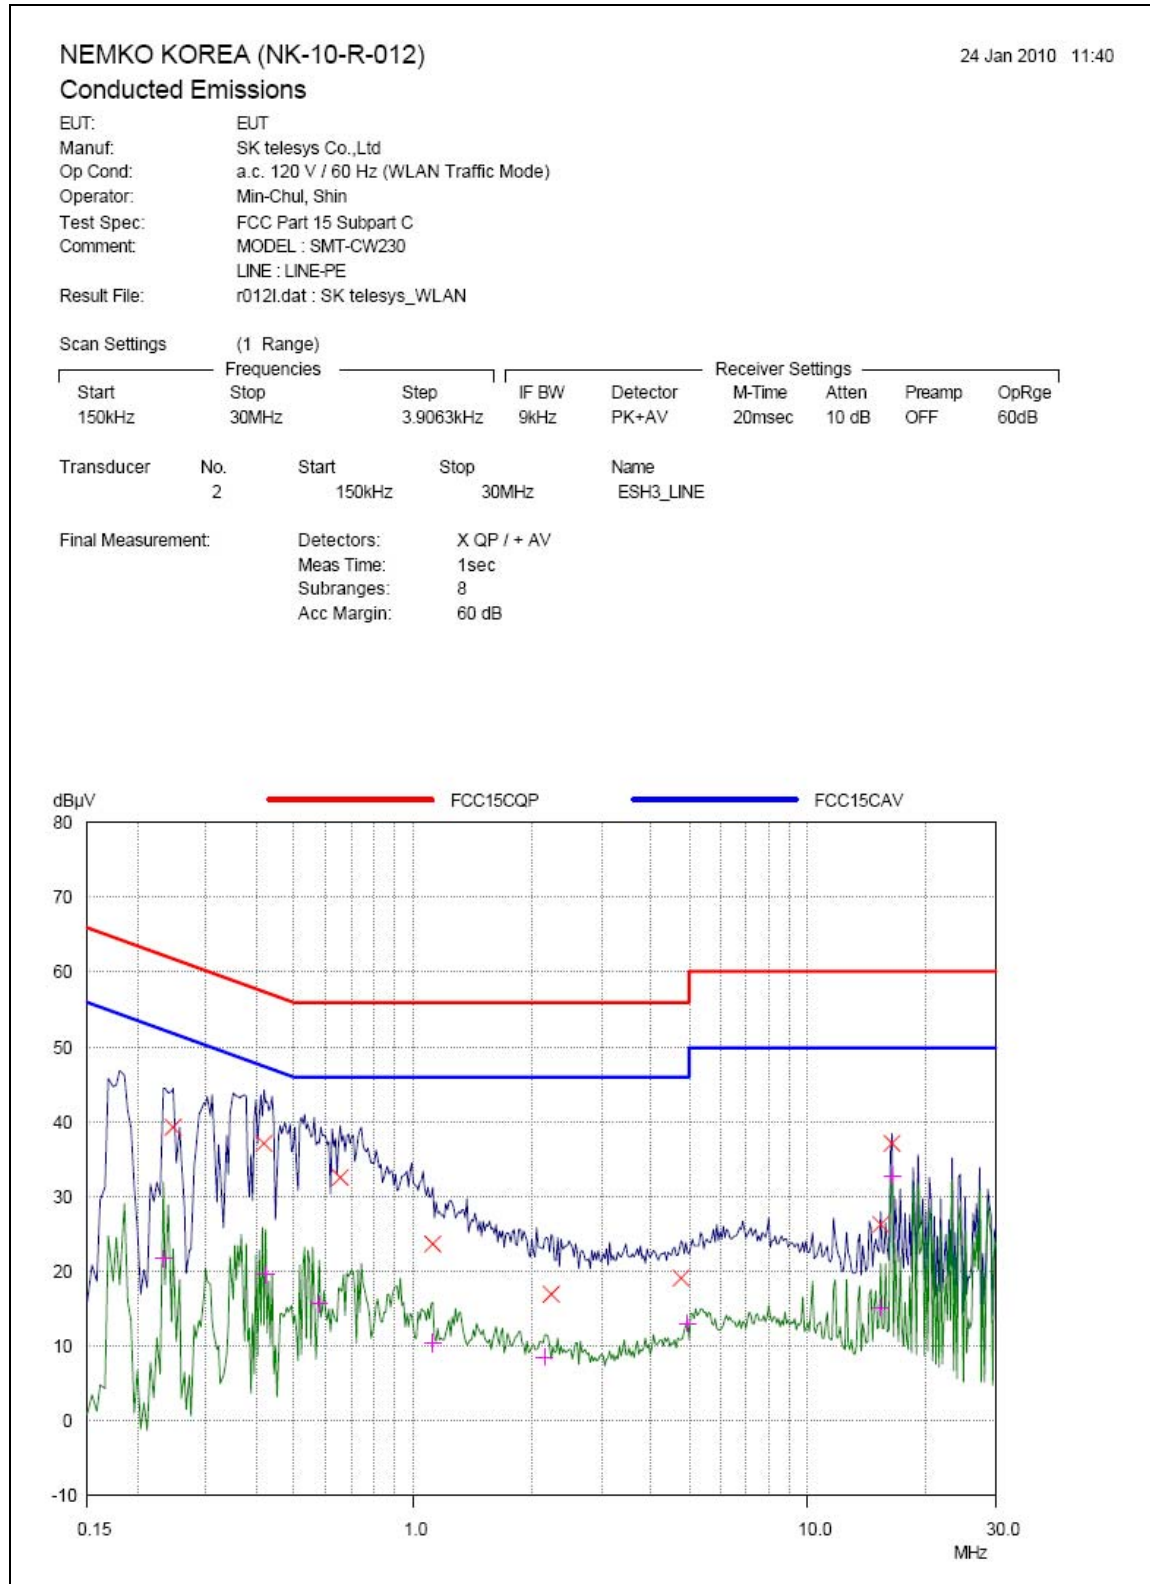 NEMKO KOREA (NK-10-R-012) 24 Jan 2010 11:40
Conducted Emissions
EUT: EUT
Manuf: SK telesys Co.,Ltd
Op Cond: a.c. 120 V / 60 Hz (WLAN Traffic Mode)
Operator: Min-Chul, Shin
Test Spec: FCC Part 15 Subpart C
Comment: MODEL : SMT-CW230
LINE : LINE-PE
Result File: r012l.dat : SK telesys_WLAN
Scan Settings (1 Range)
Frequencies Receiver Settings
Start Stop Step IF BW Detector M-Time Atten Preamp OpRge
150kHz 30MHz 3.9063kHz 9kHz PK+AV 20msec 10 dB OFF 60dB
Transducer No. Start Stop Name
2 150kHz 30MHz ESH3_LINE
Final Measurement: Detectors: X QP / + AV
Meas Time: 1sec
Subranges: 8
Acc Margin: 60 dB
dBµV FCC15CQP FCC15CAV
80
70
60
50
40
30
20
10
0
-10
0.15 1.0 10.0 30.0
MHz